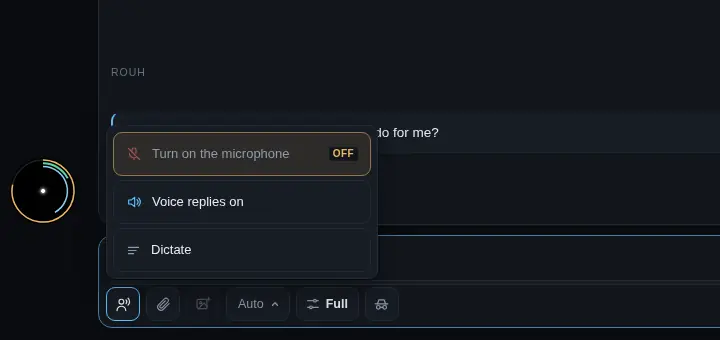 ROUH
do for me?
Turn on the microphone OFF
Voice replies on
Dictate
Auto Full